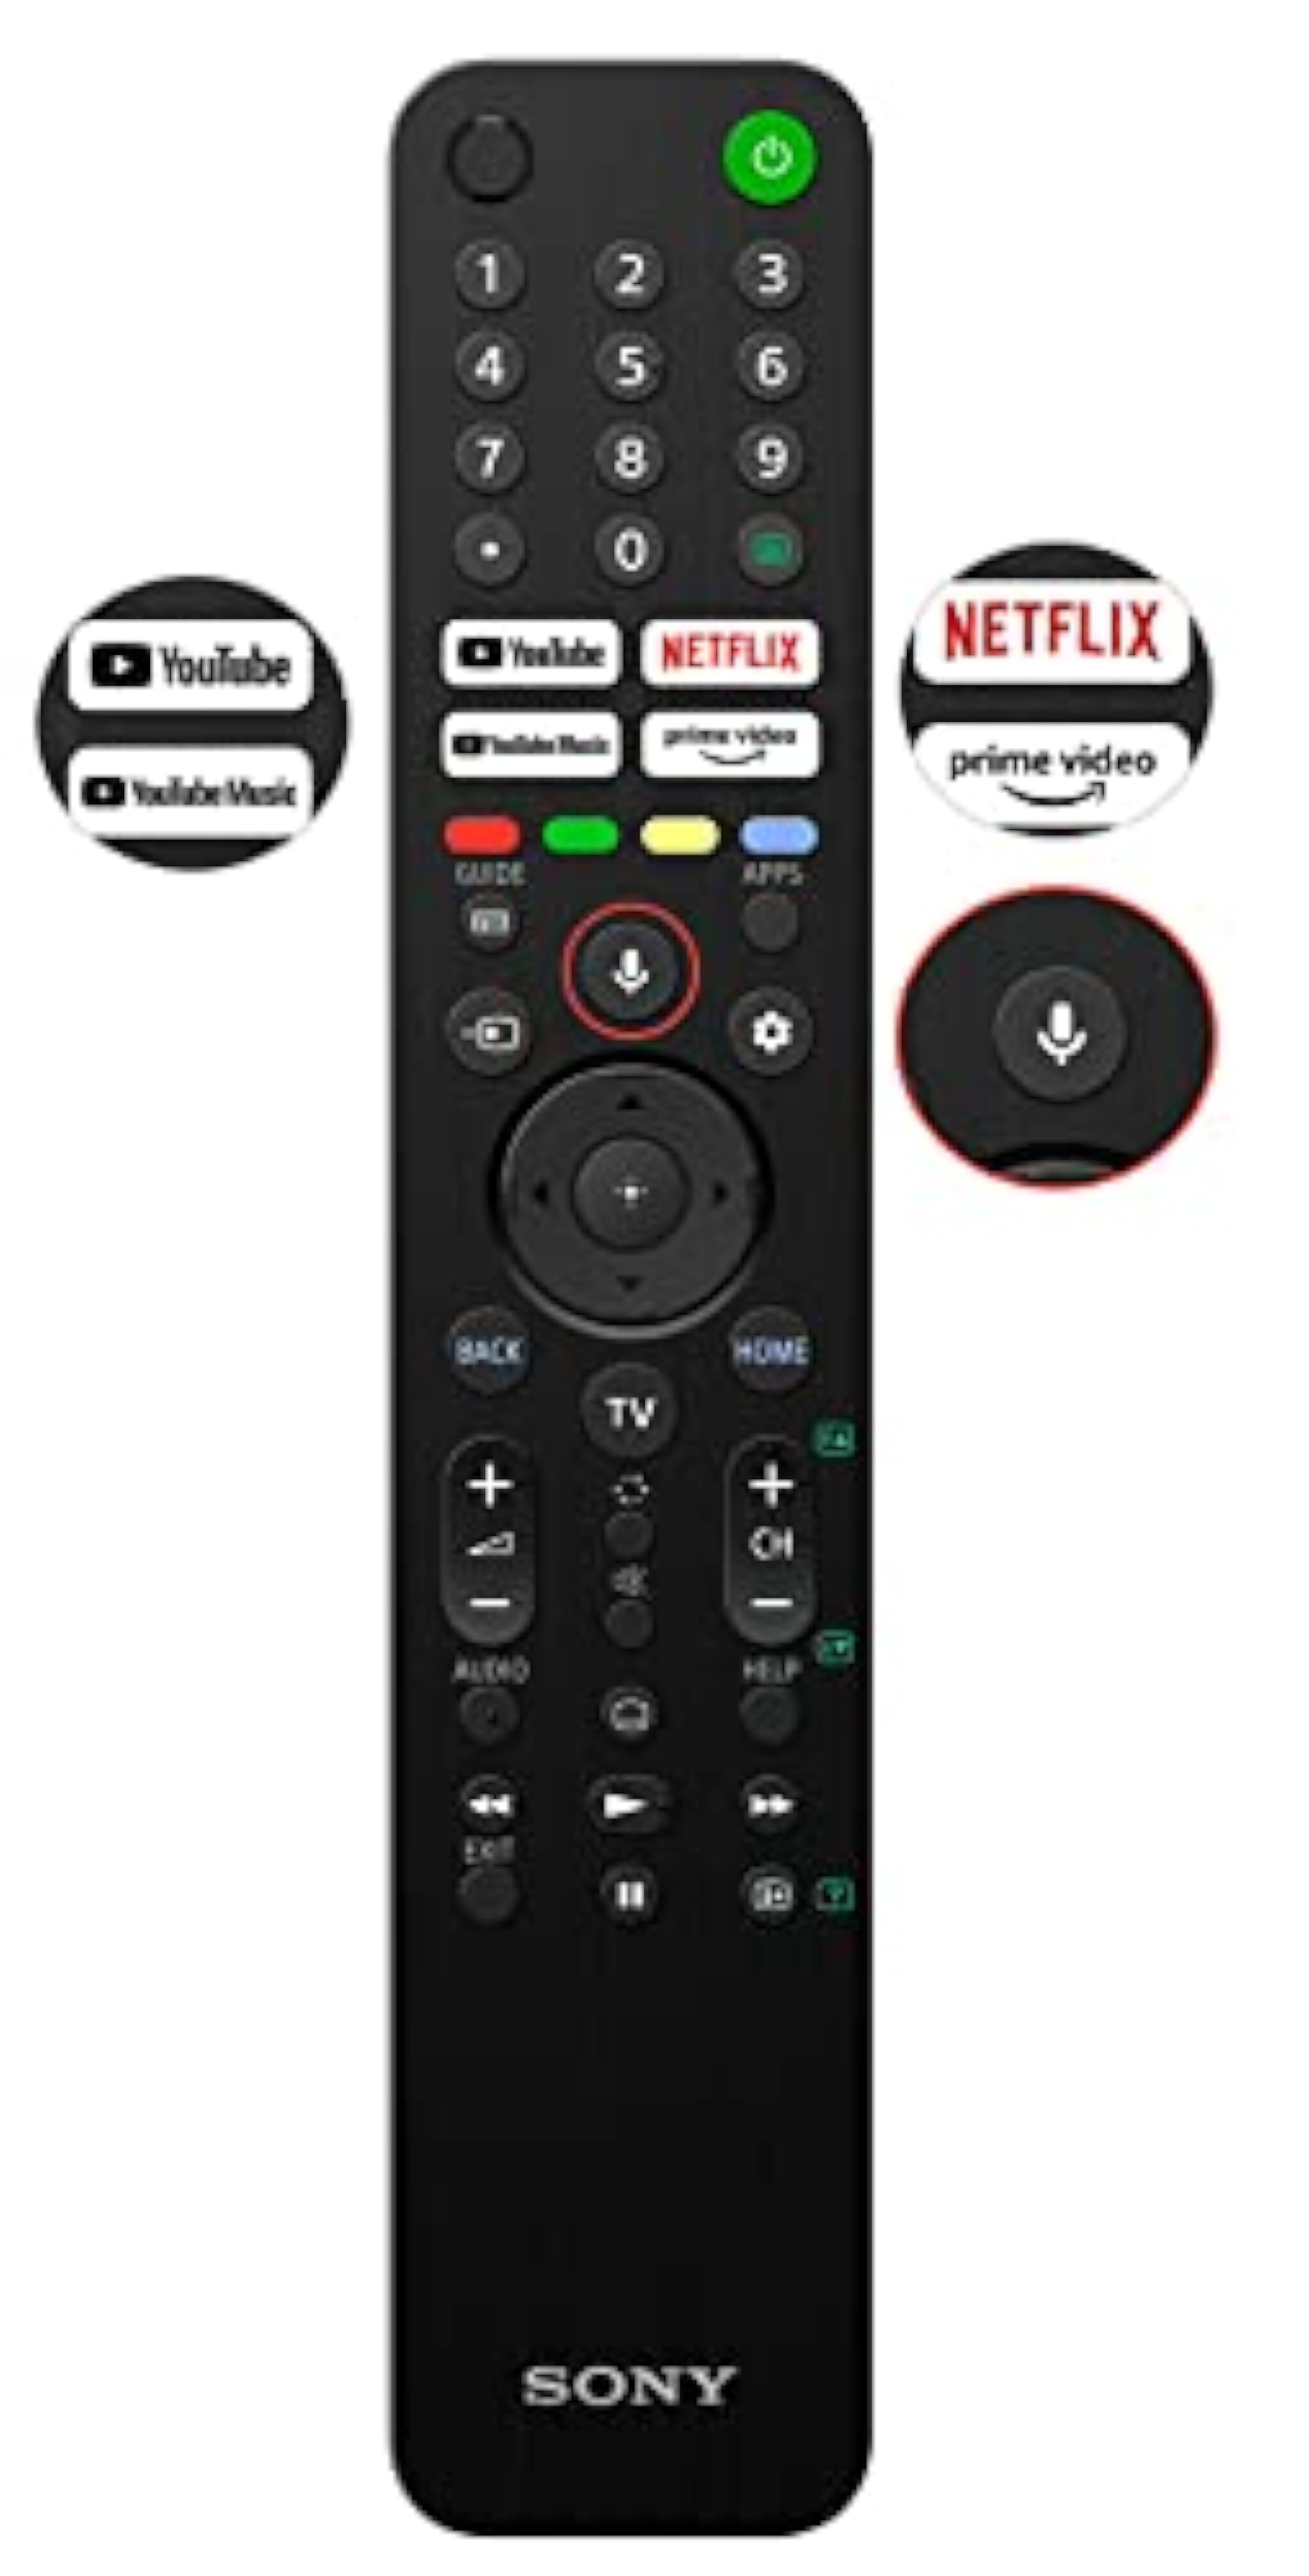 1 2 3
4 5 6
7 8 9
0
YouTube NETFLIX
YouTube Music prime video
GUIDE APPS
BACK HOME
TV
CH
AUDIO HELP
EXIT
SONY
YouTube
YouTube Music
NETFLIX
prime video